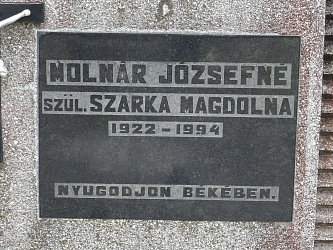 MOLNÁR JÓZSEFNÉ
SZÜL. SZARKA MAGDOLNA
1922 – 1994
NYUGODJON BÉKÉBEN.